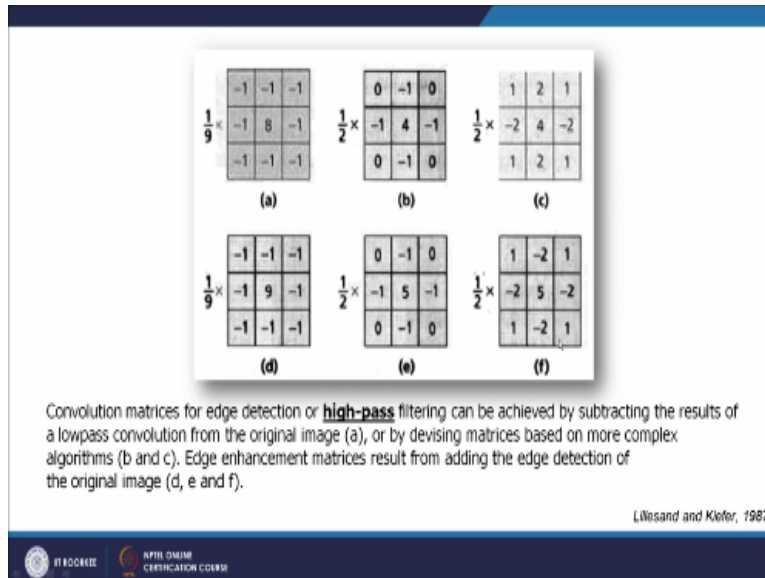 1/9 × -1 -1 -1
-1 8 -1
-1 -1 -1
(a)
1/2 × 0 -1 0
-1 4 -1
0 -1 0
(b)
1/2 × 1 2 1
-2 4 -2
1 2 1
(c)
1/9 × -1 -1 -1
-1 9 -1
-1 -1 -1
(d)
1/2 × 0 -1 0
-1 5 -1
0 -1 0
(e)
1/2 × 1 -2 1
-2 5 -2
1 -2 1
(f)
Convolution matrices for edge detection or high-pass filtering can be achieved by subtracting the results of
a lowpass convolution from the original image (a), or by devising matrices based on more complex
algorithms (b and c). Edge enhancement matrices result from adding the edge detection of
the original image (d, e and f).
Lillesand and Kiefer, 1987
IIT ROORKEE
NPTEL ONLINE
CERTIFICATION COURSE